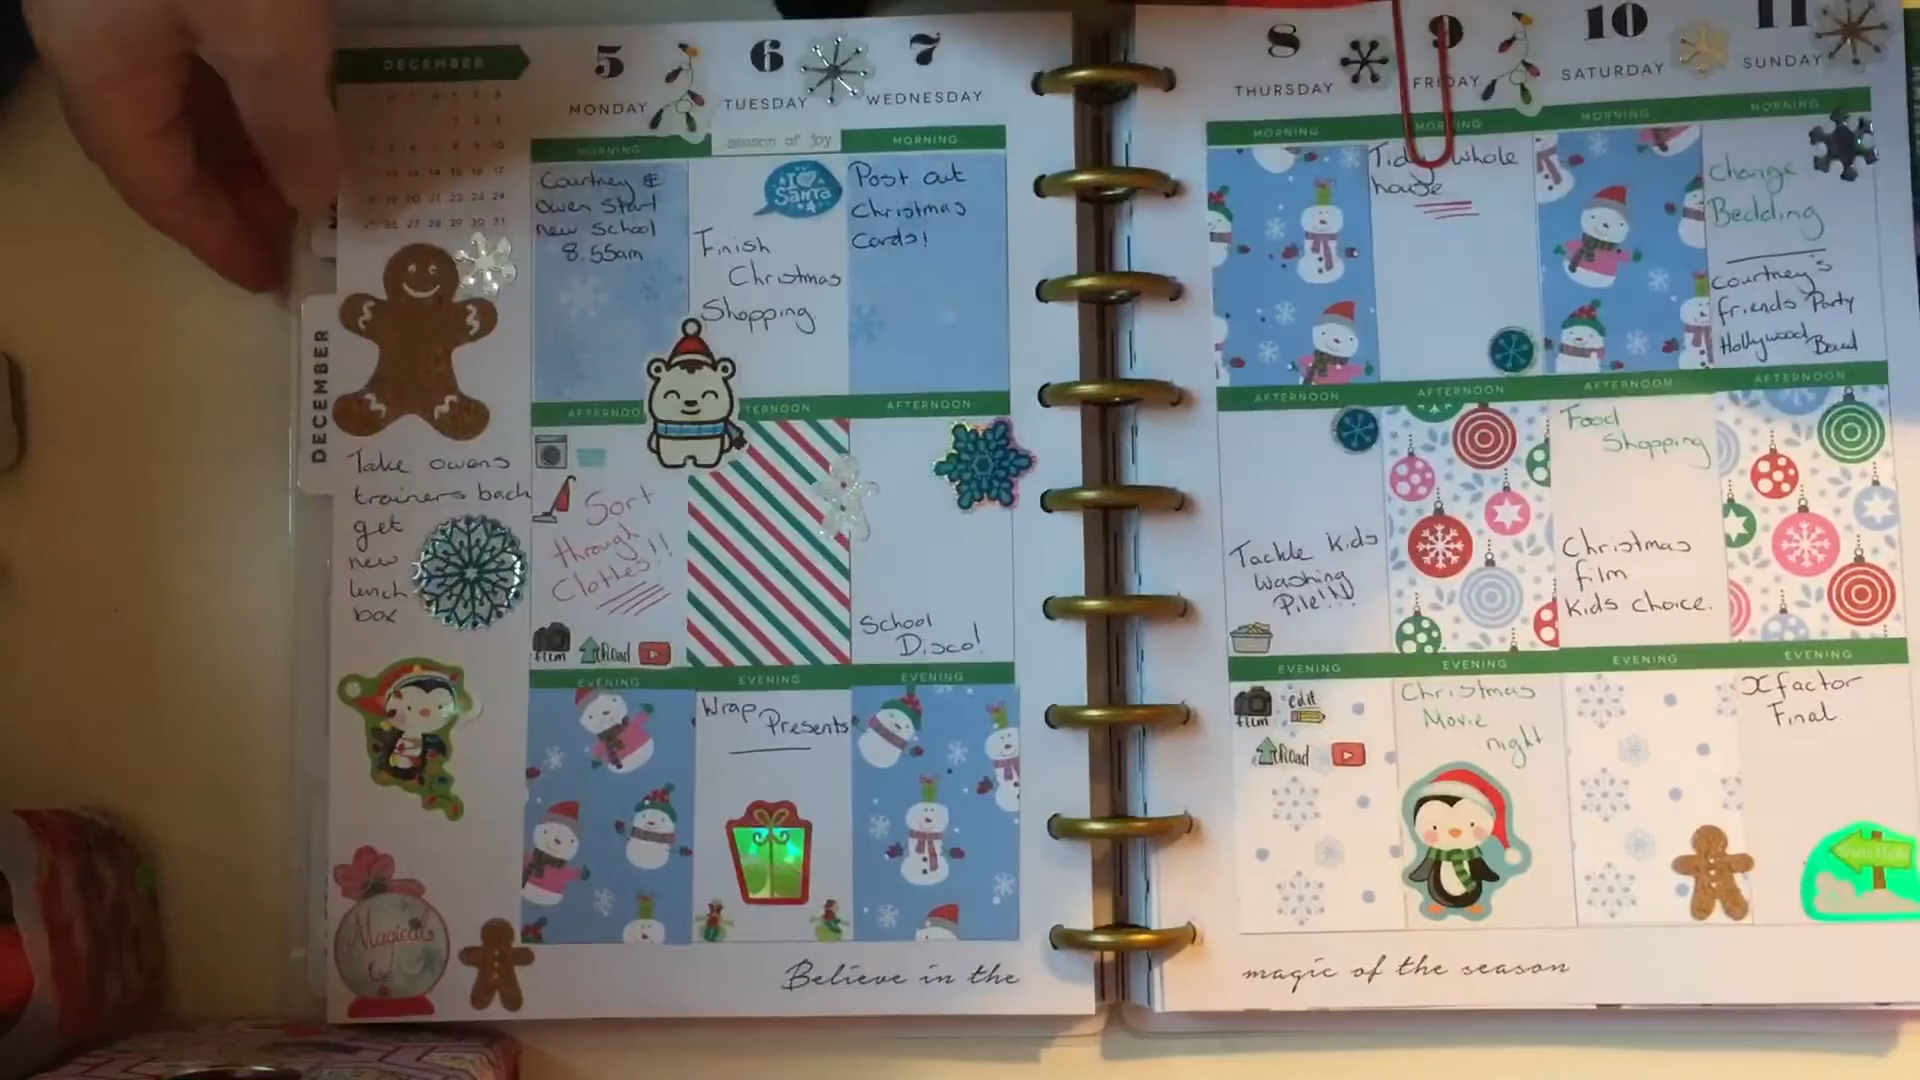 DECEMBER
5
MONDAY
6
TUESDAY
7
WEDNESDAY
8
THURSDAY
9
FRIDAY
10
SATURDAY
11
SUNDAY
MORNING
season of joy
MORNING
MORNING
MORNING
MORNING
MORNING
Courtney &
Owen start
new school
8.55am
I
Santa
Finish
Christmas
Shopping.
Post out
Christmas
Cards!
Tidy whole
house
Change
Bedding
Courtney's
friends Party
Hollywood Bowl
DECEMBER
AFTERNOON
AFTERNOON
AFTERNOON
AFTERNOON
AFTERNOON
AFTERNOON
Take owens
trainers back
get
new
lunch
box
Sort
through
Clothes!!
film
upload
School
Disco!
Tackle kids
Washing
Pile!!!
Food
Shopping
Christmas
film
kids choice.
EVENING
EVENING
EVENING
EVENING
EVENING
EVENING
EVENING
Wrap
Presents
film
edit
upload
Christmas
Movie
night
X factor
Final.
Magical
Believe in the
magic of the season